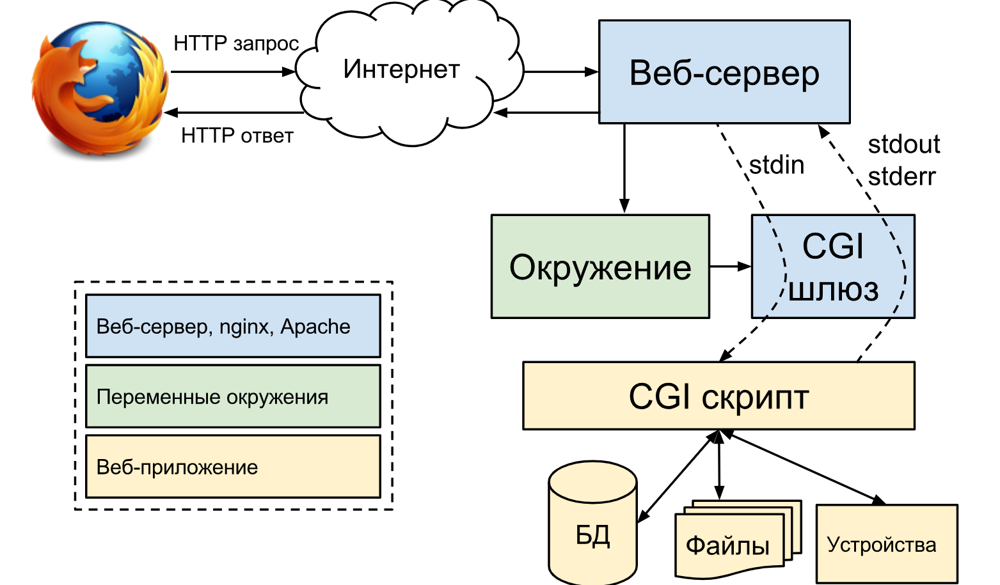 HTTP запрос
Интернет
Веб-сервер
HTTP ответ
stdin
stdout
stderr
Окружение
CGI
шлюз
Веб-сервер, nginx, Apache
Переменные окружения
Веб-приложение
CGI скрипт
БД
Файлы
Устройства